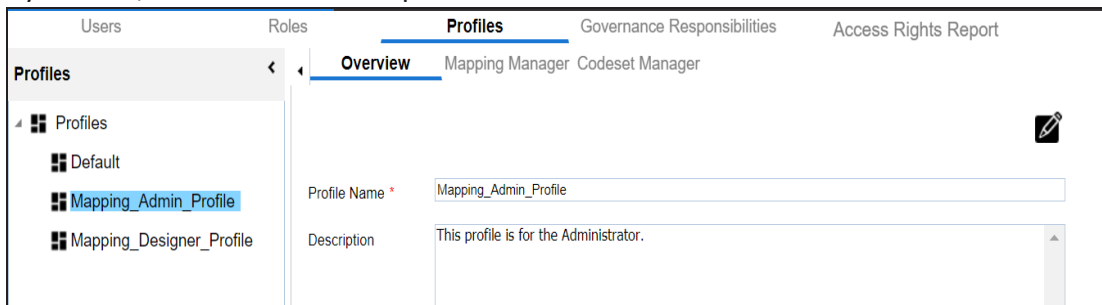 Users Roles Profiles Governance Responsibilities Access Rights Report
Profiles
Overview Mapping Manager Codeset Manager
Profiles
Default
Mapping_Admin_Profile
Mapping_Designer_Profile
Profile Name * Mapping_Admin_Profile
Description This profile is for the Administrator.